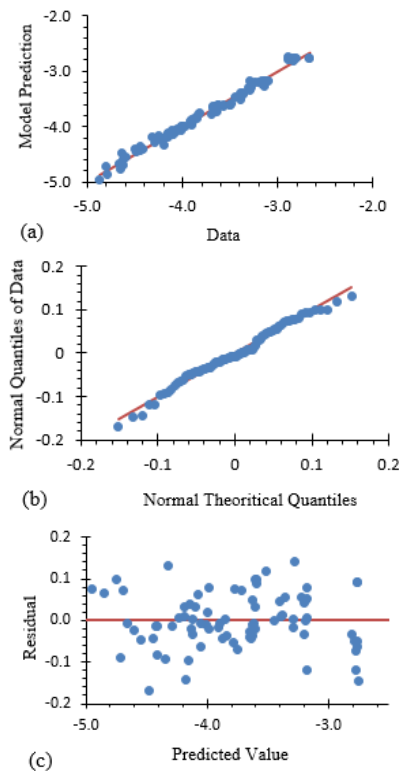 -2.0
-3.0
-4.0
-5.0
Model Prediction
-5.0 -4.0 -3.0 -2.0
(a)
Data
0.2
0.1
0
-0.1
-0.2
Normal Quantiles of Data
-0.2 -0.1 0 0.1 0.2
(b)
Normal Theoritical Quantiles
0.2
0.1
0.0
-0.1
-0.2
Residual
-5.0 -4.0 -3.0
(c)
Predicted Value